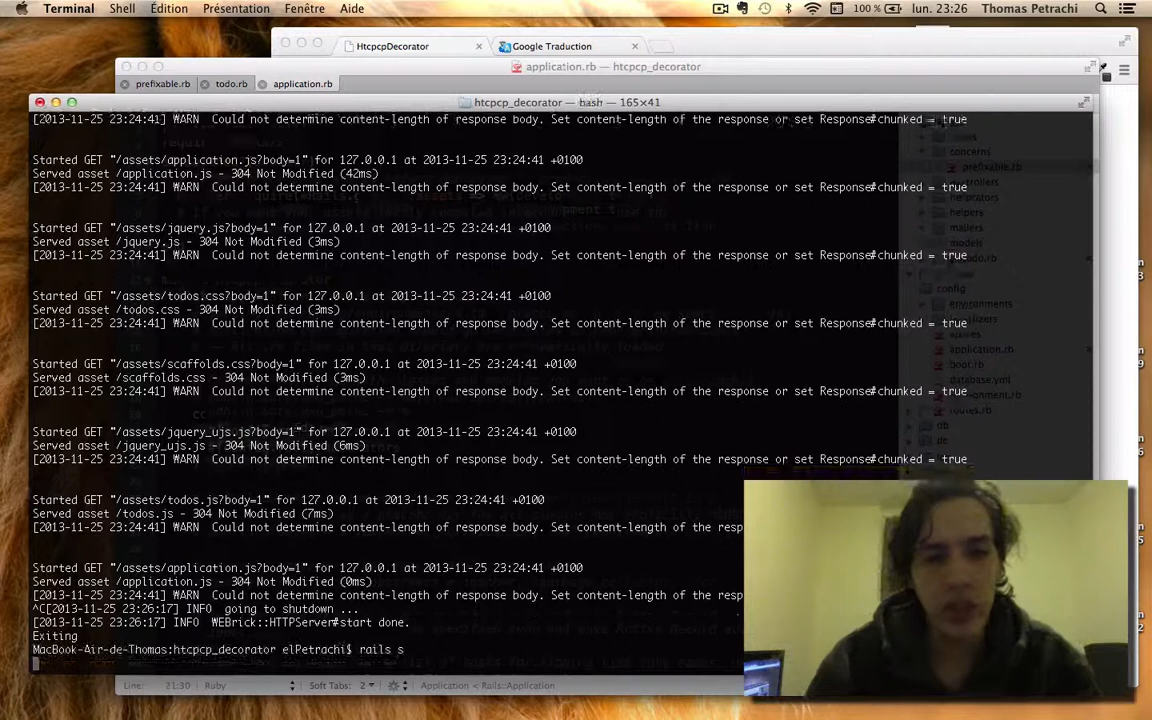 Terminal Shell Édition Présentation Fenêtre Aide 100 % lun. 23:26 Thomas Petrachi
HtcpcpDecorator Google Traduction
application.rb — htcpcp_decorator
prefixable.rb todo.rb application.rb
htcpcp_decorator — bash — 165×41
[2013-11-25 23:24:41] WARN Could not determine content-length of response body. Set content-length of the response or set Response#chunked = true
Started GET "/assets/application.js?body=1" for 127.0.0.1 at 2013-11-25 23:24:41 +0100
Served asset /application.js - 304 Not Modified (42ms)
[2013-11-25 23:24:41] WARN Could not determine content-length of response body. Set content-length of the response or set Response#chunked = true
Started GET "/assets/jquery.js?body=1" for 127.0.0.1 at 2013-11-25 23:24:41 +0100
Served asset /jquery.js - 304 Not Modified (3ms)
[2013-11-25 23:24:41] WARN Could not determine content-length of response body. Set content-length of the response or set Response#chunked = true
Started GET "/assets/todos.css?body=1" for 127.0.0.1 at 2013-11-25 23:24:41 +0100
Served asset /todos.css - 304 Not Modified (3ms)
[2013-11-25 23:24:41] WARN Could not determine content-length of response body. Set content-length of the response or set Response#chunked = true
Started GET "/assets/scaffolds.css?body=1" for 127.0.0.1 at 2013-11-25 23:24:41 +0100
Served asset /scaffolds.css - 304 Not Modified (3ms)
[2013-11-25 23:24:41] WARN Could not determine content-length of response body. Set content-length of the response or set Response#chunked = true
Started GET "/assets/jquery_ujs.js?body=1" for 127.0.0.1 at 2013-11-25 23:24:41 +0100
Served asset /jquery_ujs.js - 304 Not Modified (6ms)
[2013-11-25 23:24:41] WARN Could not determine content-length of response body. Set content-length of the response or set Response#chunked = true
Started GET "/assets/todos.js?body=1" for 127.0.0.1 at 2013-11-25 23:24:41 +0100
Served asset /todos.js - 304 Not Modified (7ms)
[2013-11-25 23:24:41] WARN Could not determine content-length of response body. Set content-length of the resp
Started GET "/assets/application.js?body=1" for 127.0.0.1 at 2013-11-25 23:24:41 +0100
Served asset /application.js - 304 Not Modified (0ms)
^C[2013-11-25 23:26:17] INFO going to shutdown ...
[2013-11-25 23:26:17] INFO WEBrick::HTTPServer#start done.
Exiting
MacBook-Air-de-Thomas:htcpcp_decorator elPetrachi$ rails s
concerns
prefixable.rb
helpers
mailers
models
config
application.rb
boot.rb
database.yml
routes.rb
db
Line: 21:30 Ruby Soft Tabs: 2 Application < Rails::Application